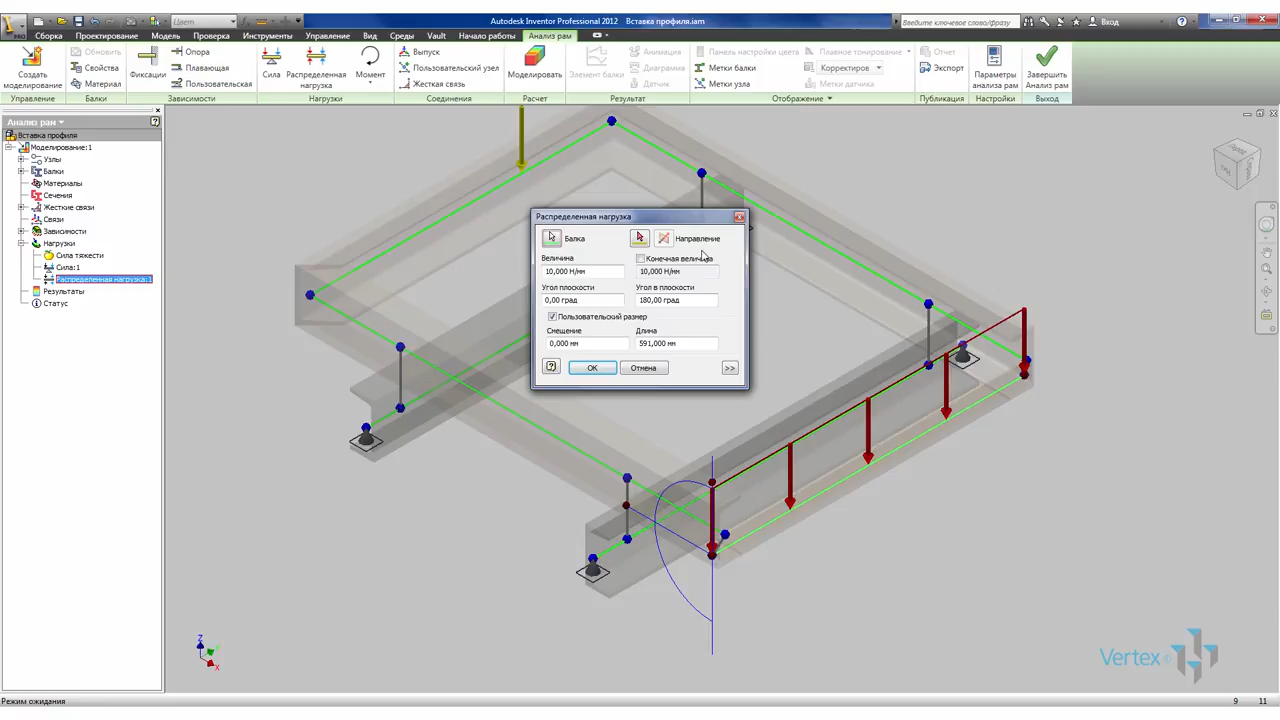 Цвет
Autodesk Inventor Professional 2012 Вставка профиля.iam
Введите ключевое слово/фразу
Вход
PRO
Сборка Проектирование Модель Проверка Инструменты Управление Вид Среды Vault Начало работы Анализ рам
Создать моделирование
Обновить
Свойства
Материал
Фиксации
Опора
Плавающая
Пользовательская
Сила
Распределенная нагрузка
Момент
Выпуск
Пользовательский узел
Жесткая связь
Моделировать
Элемент балки
Анимация
Диаграмма
Датчик
Панель настройки цвета
Метки балки
Метки узла
Плавное тонирование
Корректиров
Метки датчика
Отчет
Экспорт
Параметры анализа рам
Завершить Анализ рам
Управление Балки Зависимости Нагрузки Соединения Расчет Результат Отображение Публикация Настройки Выход
Анализ рам
Вставка профиля
Моделирование:1
Узлы
Балки
Материалы
Сечения
Жесткие связи
Связи
Зависимости
Нагрузки
Сила тяжести
Сила:1
Распределенная нагрузка:1
Результаты
Статус
Распределенная нагрузка
Балка
Направление
Величина
Конечная величина
10,000 Н/мм
10,000 Н/мм
Угол плоскости
Угол в плоскости
0,00 град
180,00 град
Пользовательский размер
Смещение
Длина
0,000 мм
591,000 мм
OK
Отмена
>>
Z
X
Vertex
Режим ожидания
9 11